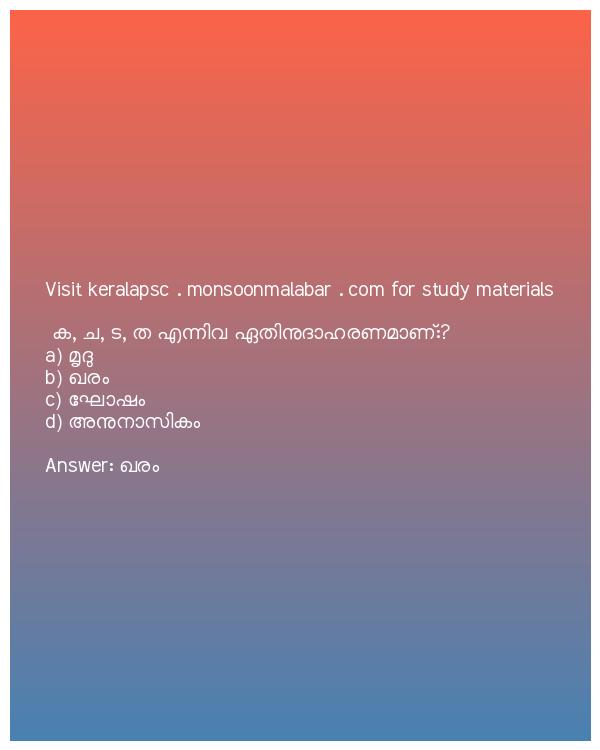 Visit keralapsc . monsoonmalabar . com for study materials
ക, ച, ട, ത എന്നിവ ഏതിനുദാഹരണമാണ്:?
a) മൃദു
b) ഖരം
c) ഘോഷം
d) അനുനാസികം
Answer: ഖരം